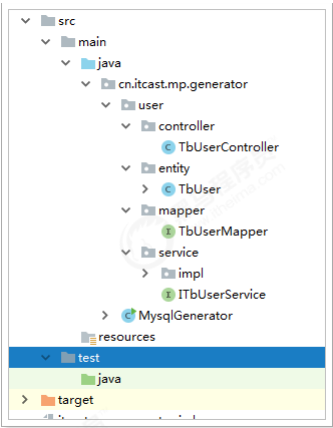 src
main
java
cn.itcast.mp.generator
user
controller
TbUserController
entity
TbUser
mapper
TbUserMapper
service
impl
ITbUserService
MysqlGenerator
resources
test
java
target